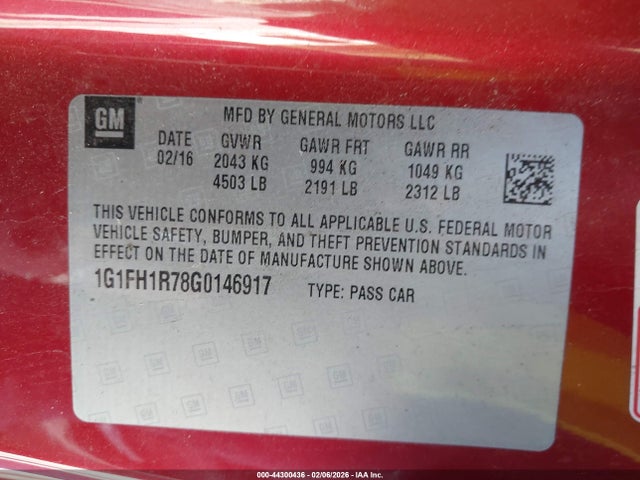 GM
MFD BY GENERAL MOTORS LLC
DATE GVWR GAWR FRT GAWR RR
02/16 2043 KG 994 KG 1049 KG
4503 LB 2191 LB 2312 LB
THIS VEHICLE CONFORMS TO ALL APPLICABLE U.S. FEDERAL MOTOR
VEHICLE SAFETY, BUMPER, AND THEFT PREVENTION STANDARDS IN
EFFECT ON THE DATE OF MANUFACTURE SHOWN ABOVE.
1G1FH1R78G0146917 TYPE: PASS CAR
000-44300436 - 02/06/2026 - IAA Inc.